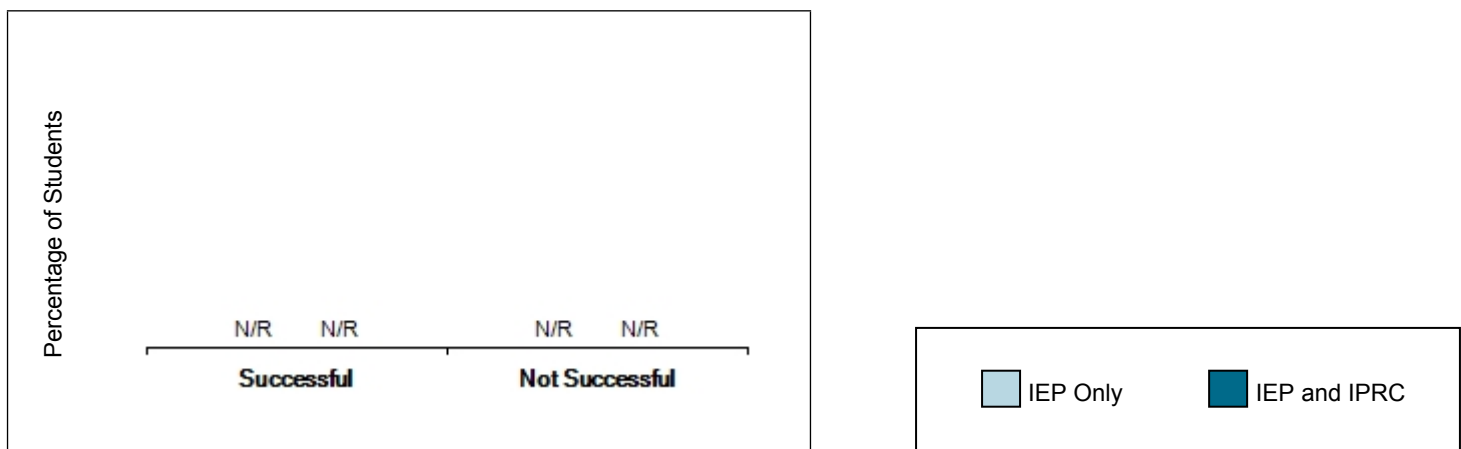 Percentage of Students
N/R N/R N/R N/R
Successful Not Successful
IEP Only IEP and IPRC